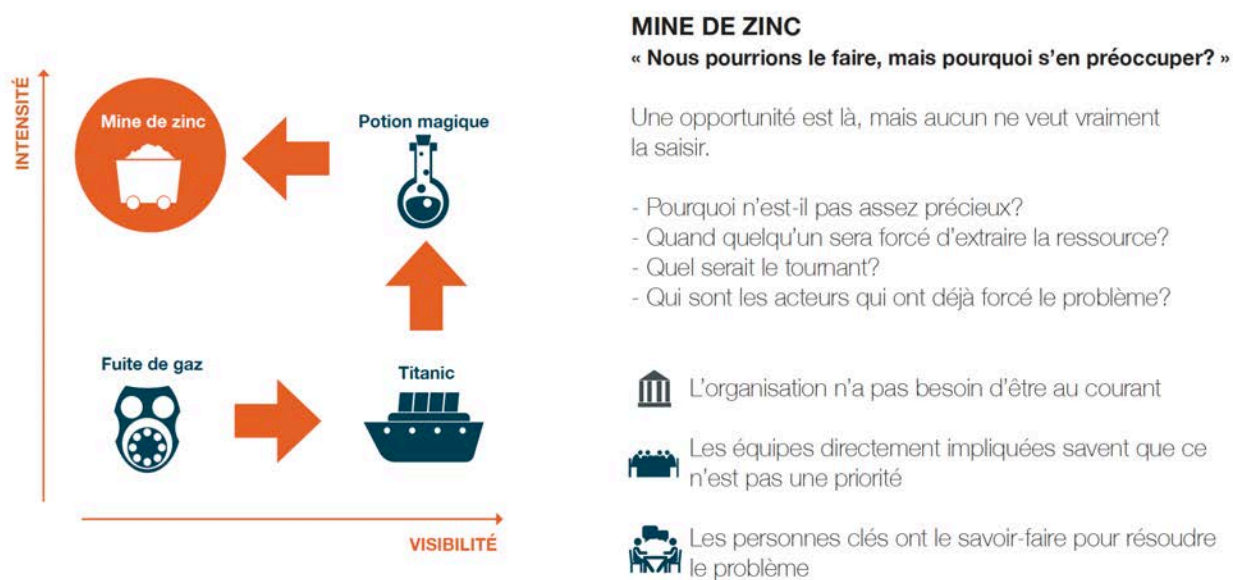 INTENSITÉ
Mine de zinc
Potion magique
Fuite de gaz
Titanic
VISIBILITÉ
MINE DE ZINC
« Nous pourrions le faire, mais pourquoi s'en préoccuper? »
Une opportunité est là, mais aucun ne veut vraiment
la saisir.
- Pourquoi n'est-il pas assez précieux?
- Quand quelqu'un sera forcé d'extraire la ressource?
- Quel serait le tournant?
- Qui sont les acteurs qui ont déjà forcé le problème?
L'organisation n'a pas besoin d'être au courant
Les équipes directement impliquées savent que ce
n'est pas une priorité
Les personnes clés ont le savoir-faire pour résoudre
le problème